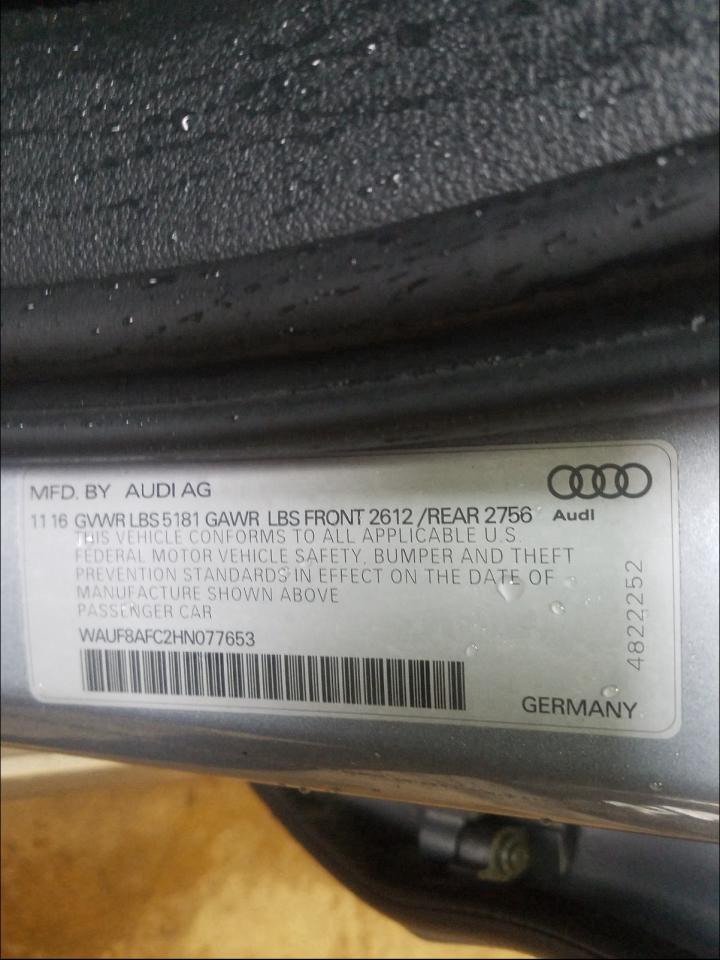 MFD. BY AUDI AG
11 16 GVWR LBS 5181 GAWR LBS FRONT 2612 /REAR 2756
Audi
THIS VEHICLE CONFORMS TO ALL APPLICABLE U.S.
FEDERAL MOTOR VEHICLE SAFETY, BUMPER AND THEFT
PREVENTION STANDARDS IN EFFECT ON THE DATE OF
MANUFACTURE SHOWN ABOVE
PASSENGER CAR
WAUF8AFC2HN077653
4822252
GERMANY